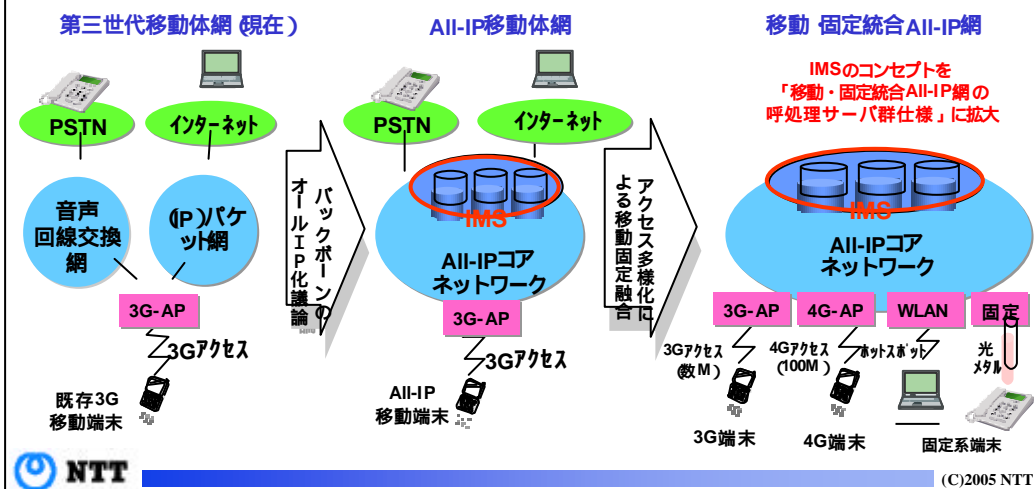 第三世代移動体網 (現在)
All-IP移動体網
移動 固定統合All-IP網
IMSのコンセプトを
「移動・固定統合All-IP網の
呼処理サーバ群仕様」に拡大
PSTN
インターネット
音声
回線交換
網
(IP)パケ
ット網
3G-AP
3Gアクセス
既存3G
移動端末
バックボーンの
オールIP化議論
PSTN
インターネット
IMS
All-IPコア
ネットワーク
3G-AP
3Gアクセス
All-IP
移動端末
アクセス多様化に
よる移動固定融合
IMS
All-IPコア
ネットワーク
3G-AP
4G-AP
WLAN
固定
3Gアクセス
(数M)
4Gアクセス
(100M)
ホットスポット
光
メタル
3G端末
4G端末
固定系端末
NTT
(C)2005 NTT